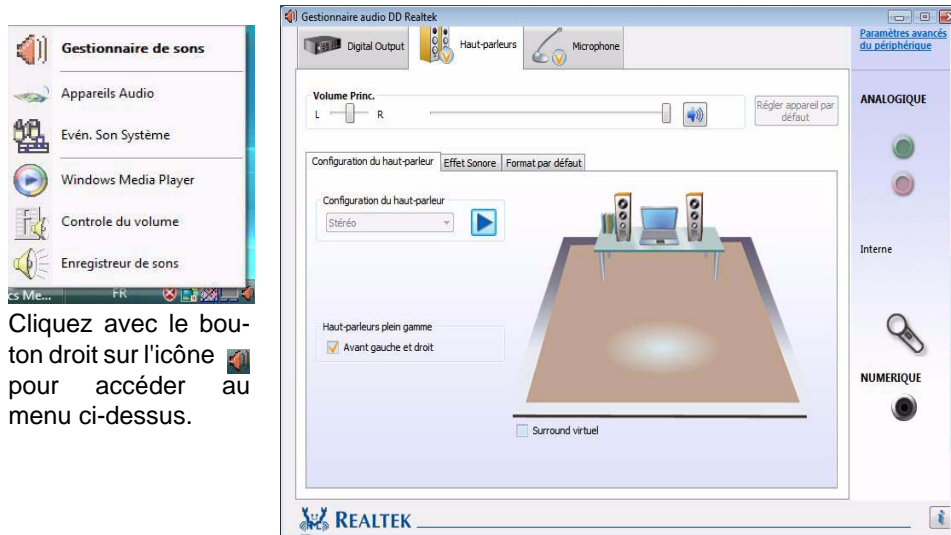 Gestionnaire de sons
Appareils Audio
Evén. Son Système
Windows Media Player
Controle du volume
Enregistreur de sons
cs Me...
FR
Cliquez avec le bou-
ton droit sur l'icône
pour accéder au
menu ci-dessus.
Gestionnaire audio DD Realtek
Digital Output
Haut-parleurs
Microphone
Paramètres avancés
du périphérique
Volume Princ.
L R
Régler appareil par
défaut
ANALOGIQUE
Configuration du haut-parleur Effet Sonore Format par défaut
Configuration du haut-parleur
Stéréo
Interne
Haut-parleurs plein gamme
Avant gauche et droit
NUMERIQUE
Surround virtuel
REALTEK